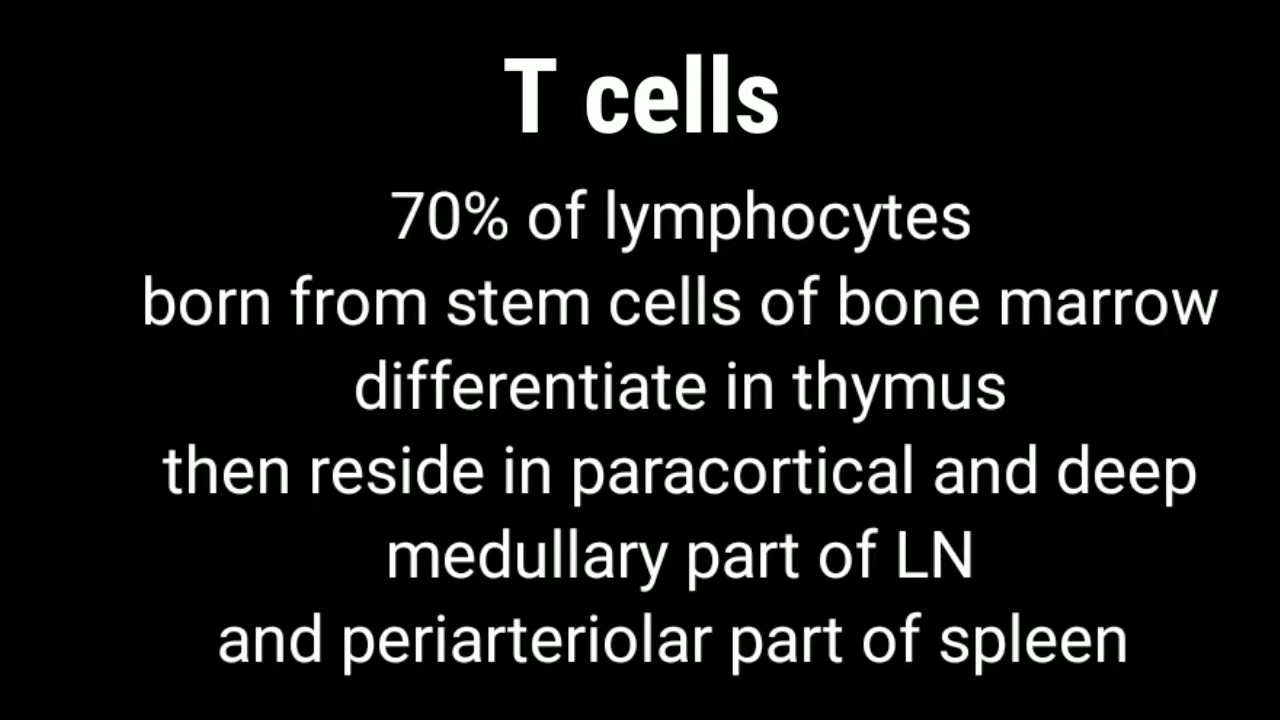 T cells
70% of lymphocytes
born from stem cells of bone marrow
differentiate in thymus
then reside in paracortical and deep
medullary part of LN
and periarteriolar part of spleen